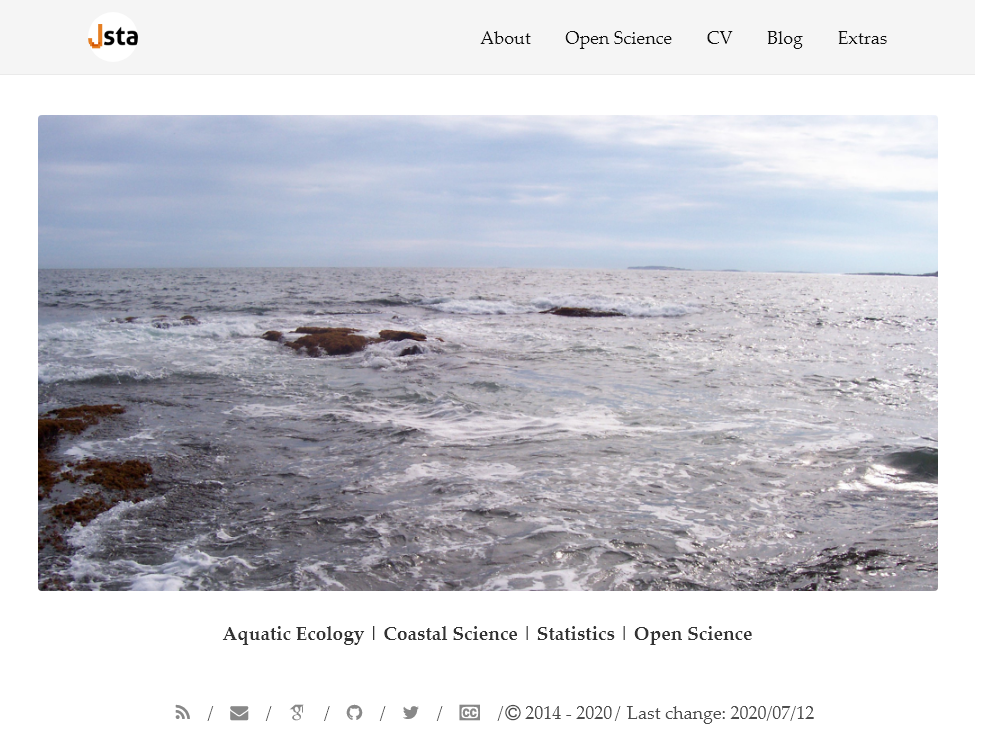 Jsta
About Open Science CV Blog Extras
Aquatic Ecology | Coastal Science | Statistics | Open Science
/ / / / / CC /© 2014 - 2020/ Last change: 2020/07/12